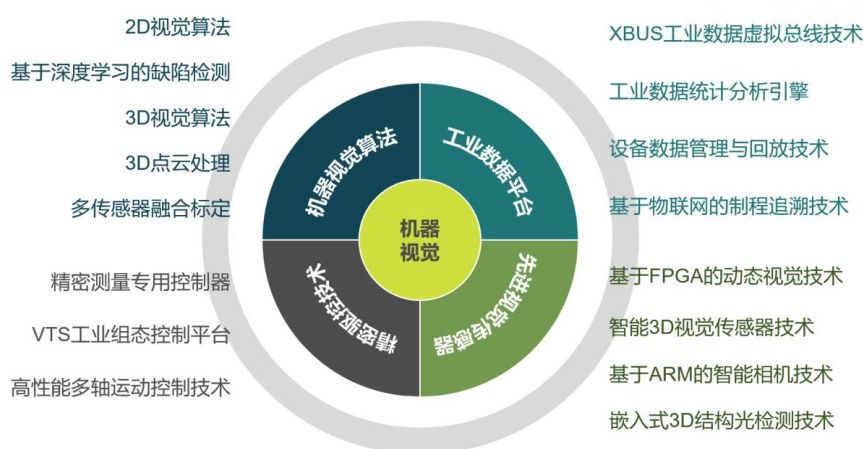 2D视觉算法
基于深度学习的缺陷检测
3D视觉算法
3D点云处理
多传感器融合标定
精密测量专用控制器
VTS工业组态控制平台
高性能多轴运动控制技术
机器视觉算法
工业数据平台
机器
视觉
精密驱控技术
先进视觉传感器
XBUS工业数据虚拟总线技术
工业数据统计分析引擎
设备数据管理与回放技术
基于物联网的制程追溯技术
基于FPGA的动态视觉技术
智能3D视觉传感器技术
基于ARM的智能相机技术
嵌入式3D结构光检测技术